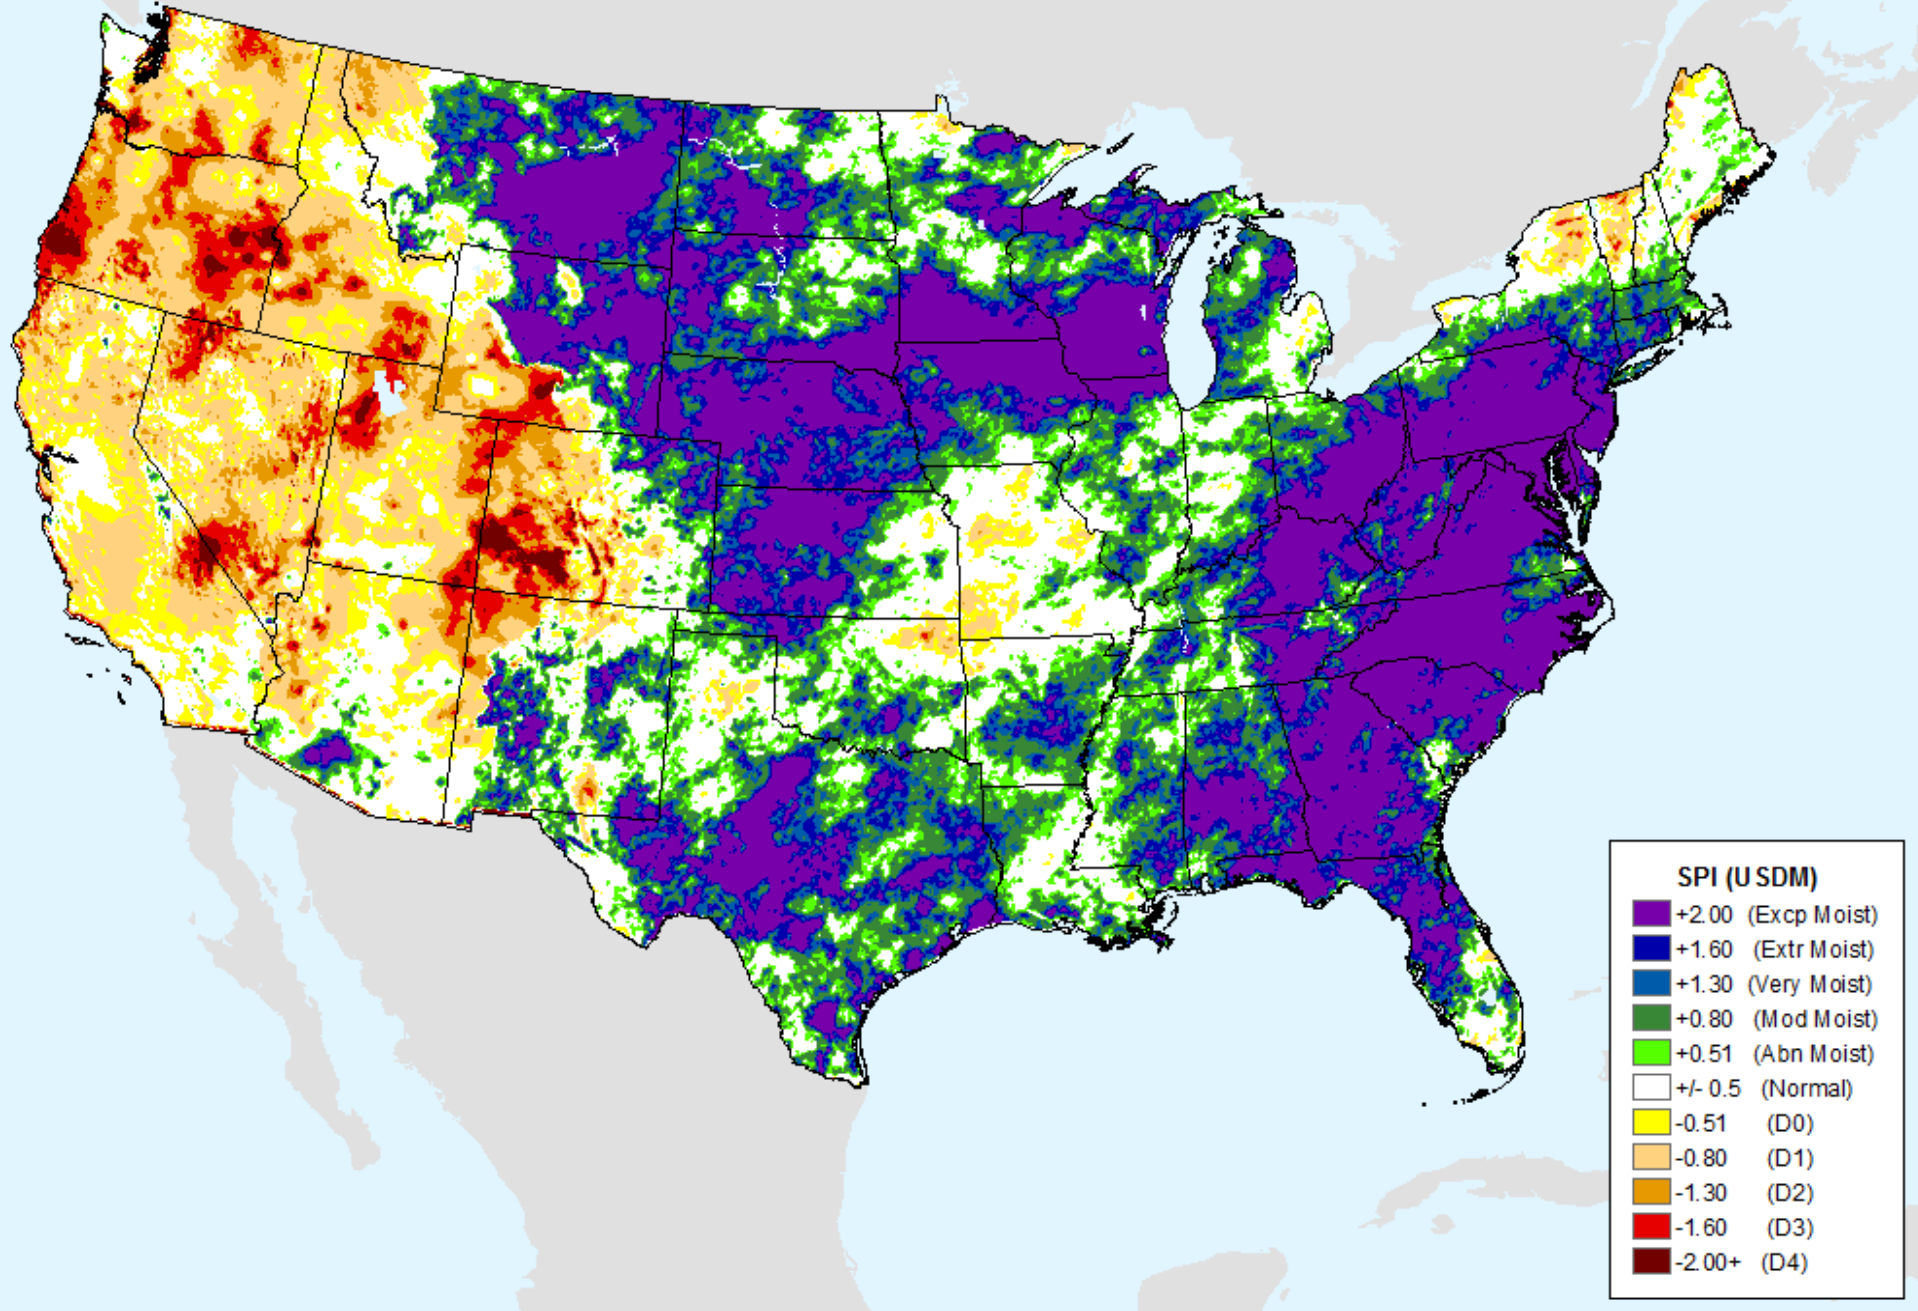 SPI (USDM)
+2.00 (Excp Moist)
+1.60 (Extr Moist)
+1.30 (Very Moist)
+0.80 (Mod Moist)
+0.51 (Abn Moist)
+/- 0.5 (Normal)
-0.51 (D0)
-0.80 (D1)
-1.30 (D2)
-1.60 (D3)
-2.00+ (D4)